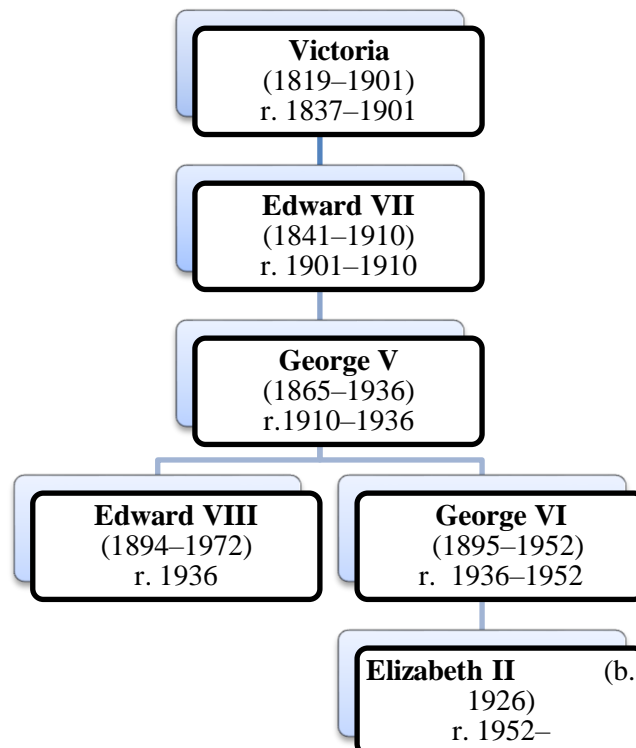 Victoria
(1819–1901)
r. 1837–1901
Edward VII
(1841–1910)
r. 1901–1910
George V
(1865–1936)
r.1910–1936
Edward VIII
(1894–1972)
r. 1936
George VI
(1895–1952)
r. 1936–1952
Elizabeth II (b.
1926)
r. 1952–